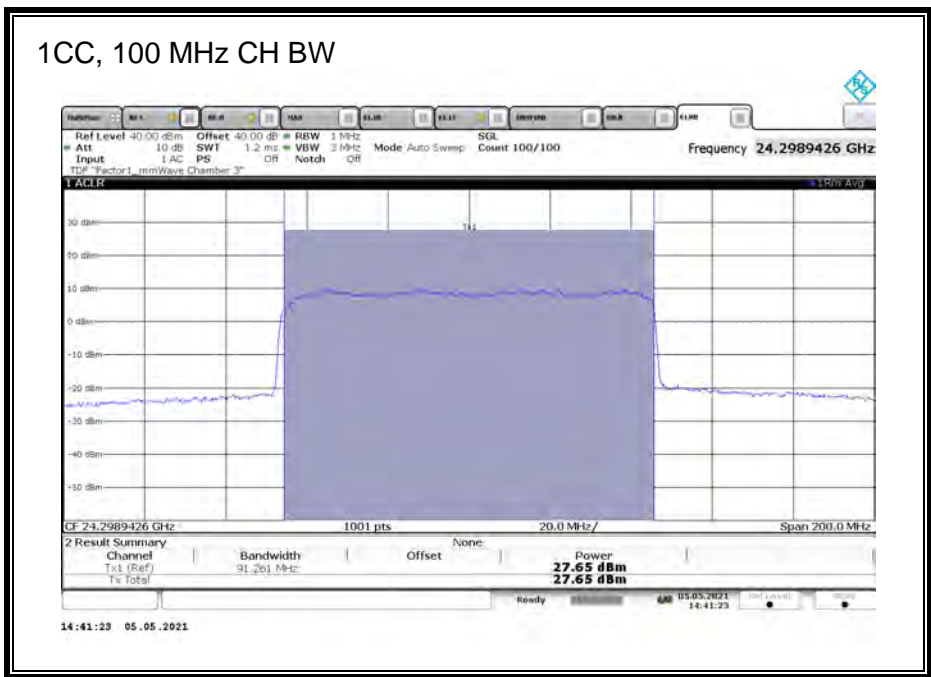 1CC, 100 MHz CH BW
Ref Level 40.00 dBm Offset 40.00 dB RBW 1 MHz SGL
Att 10 dB SWT 1.2 ms VBW 3 MHz Mode Auto Sweep Count 100/100 Frequency 24.2989426 GHz
Input 1 AC PS Off Notch Off
TDF "Factor1_mmWave Chamber 3"
1 ACLR 1Rm Avg
Tx1
10 dBm
0 dBm
-10 dBm
-20 dBm
-30 dBm
-40 dBm
-50 dBm
CF 24.2989426 GHz 1001 pts 20.0 MHz/ Span 200.0 MHz
2 Result Summary None
Channel Bandwidth Offset Power
Tx1 (Ref) 91.261 MHz 27.65 dBm
Tx Total 27.65 dBm
Ready 05.05.2021
14:41:23
14:41:23 05.05.2021